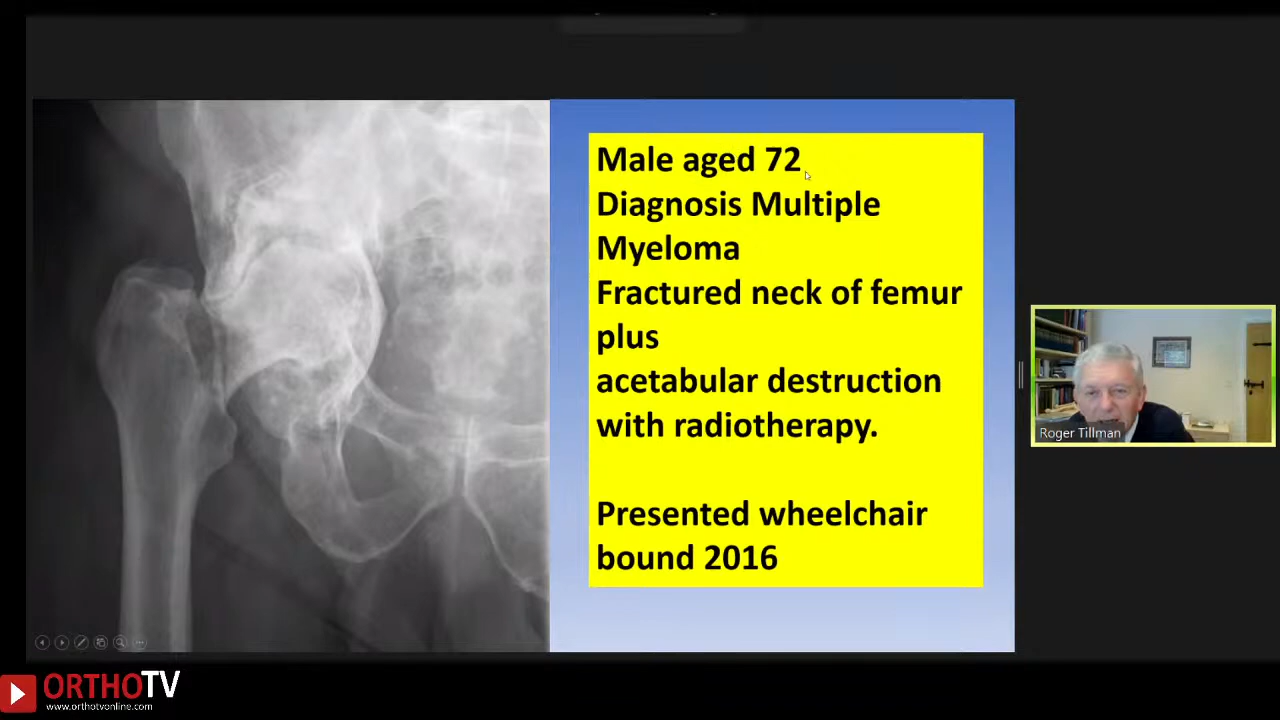 Male aged 72
Diagnosis Multiple
Myeloma
Fractured neck of femur
plus
acetabular destruction
with radiotherapy.
Presented wheelchair
bound 2016
Roger Tillman
ORTHOTV
www.orthotvonline.com